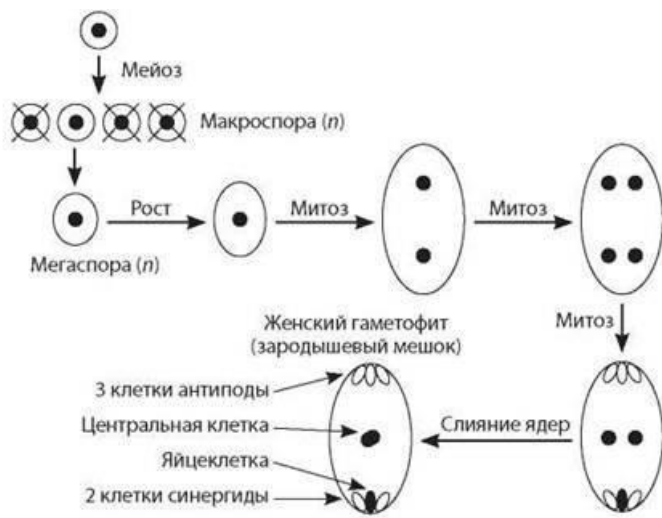 Мейоз
Макроспора (n)
Рост
Митоз
Митоз
Мегаспора (n)
Митоз
Женский гаметофит
(зародышевый мешок)
3 клетки антиподы
Центральная клетка
Слияние ядер
Яйцеклетка
2 клетки синергиды